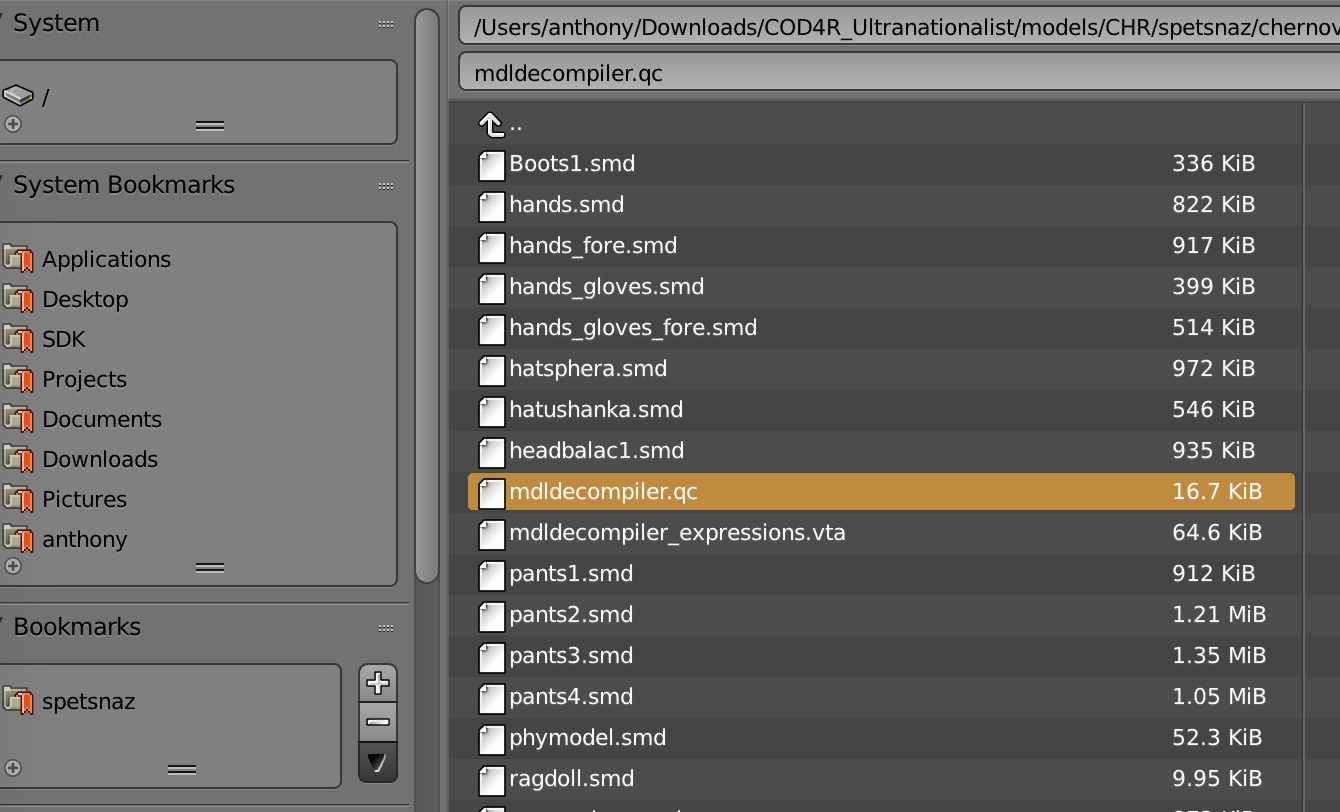 System
/
System Bookmarks
Applications
Desktop
SDK
Projects
Documents
Downloads
Pictures
anthony
Bookmarks
spetsnaz
/Users/anthony/Downloads/COD4R_Ultranationalist/models/CHR/spetsnaz/chernov
mdldecompiler.qc
..
Boots1.smd 336 KiB
hands.smd 822 KiB
hands_fore.smd 917 KiB
hands_gloves.smd 399 KiB
hands_gloves_fore.smd 514 KiB
hatsphera.smd 972 KiB
hatushanka.smd 546 KiB
headbalac1.smd 935 KiB
mdldecompiler.qc 16.7 KiB
mdldecompiler_expressions.vta 64.6 KiB
pants1.smd 912 KiB
pants2.smd 1.21 MiB
pants3.smd 1.35 MiB
pants4.smd 1.05 MiB
phymodel.smd 52.3 KiB
ragdoll.smd 9.95 KiB